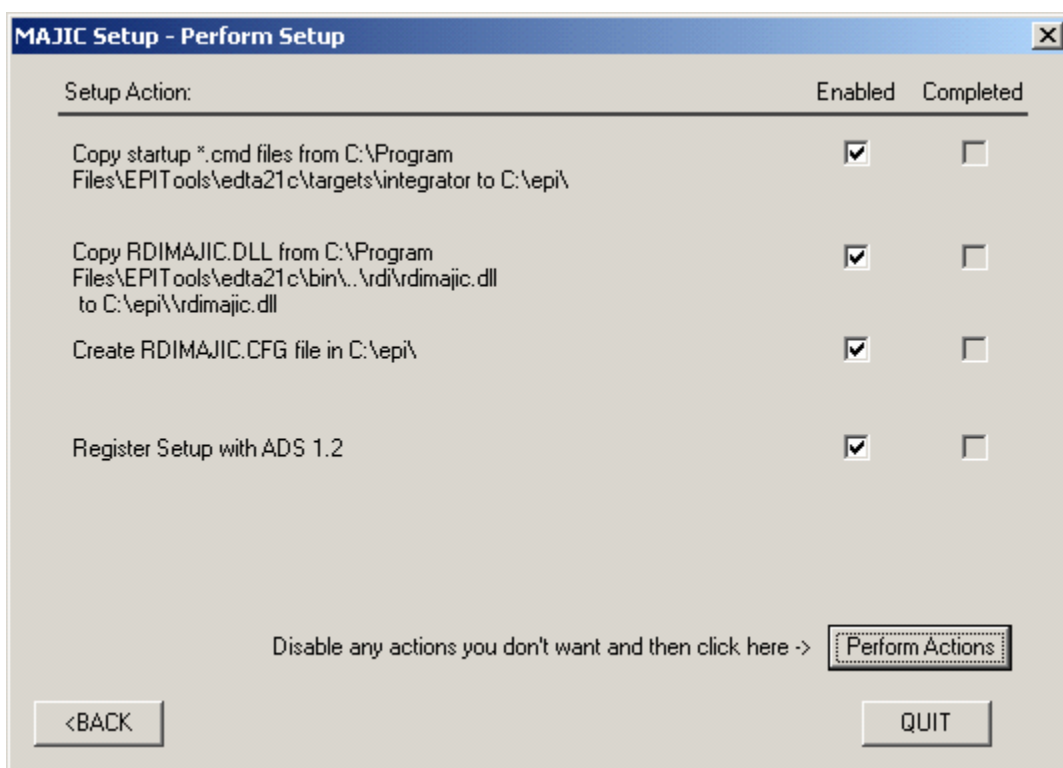 MAJIC Setup - Perform Setup
Setup Action: Enabled Completed
Copy startup *.cmd files from C:\Program
Files\EPITools\edta21c\targets\integrator to C:\epi\
Copy RDIMAJIC.DLL from C:\Program
Files\EPITools\edta21c\bin\..\rdi\rdimajic.dll
to C:\epi\\rdimajic.dll
Create RDIMAJIC.CFG file in C:\epi\
Register Setup with ADS 1.2
Disable any actions you don't want and then click here -> Perform Actions
<BACK QUIT